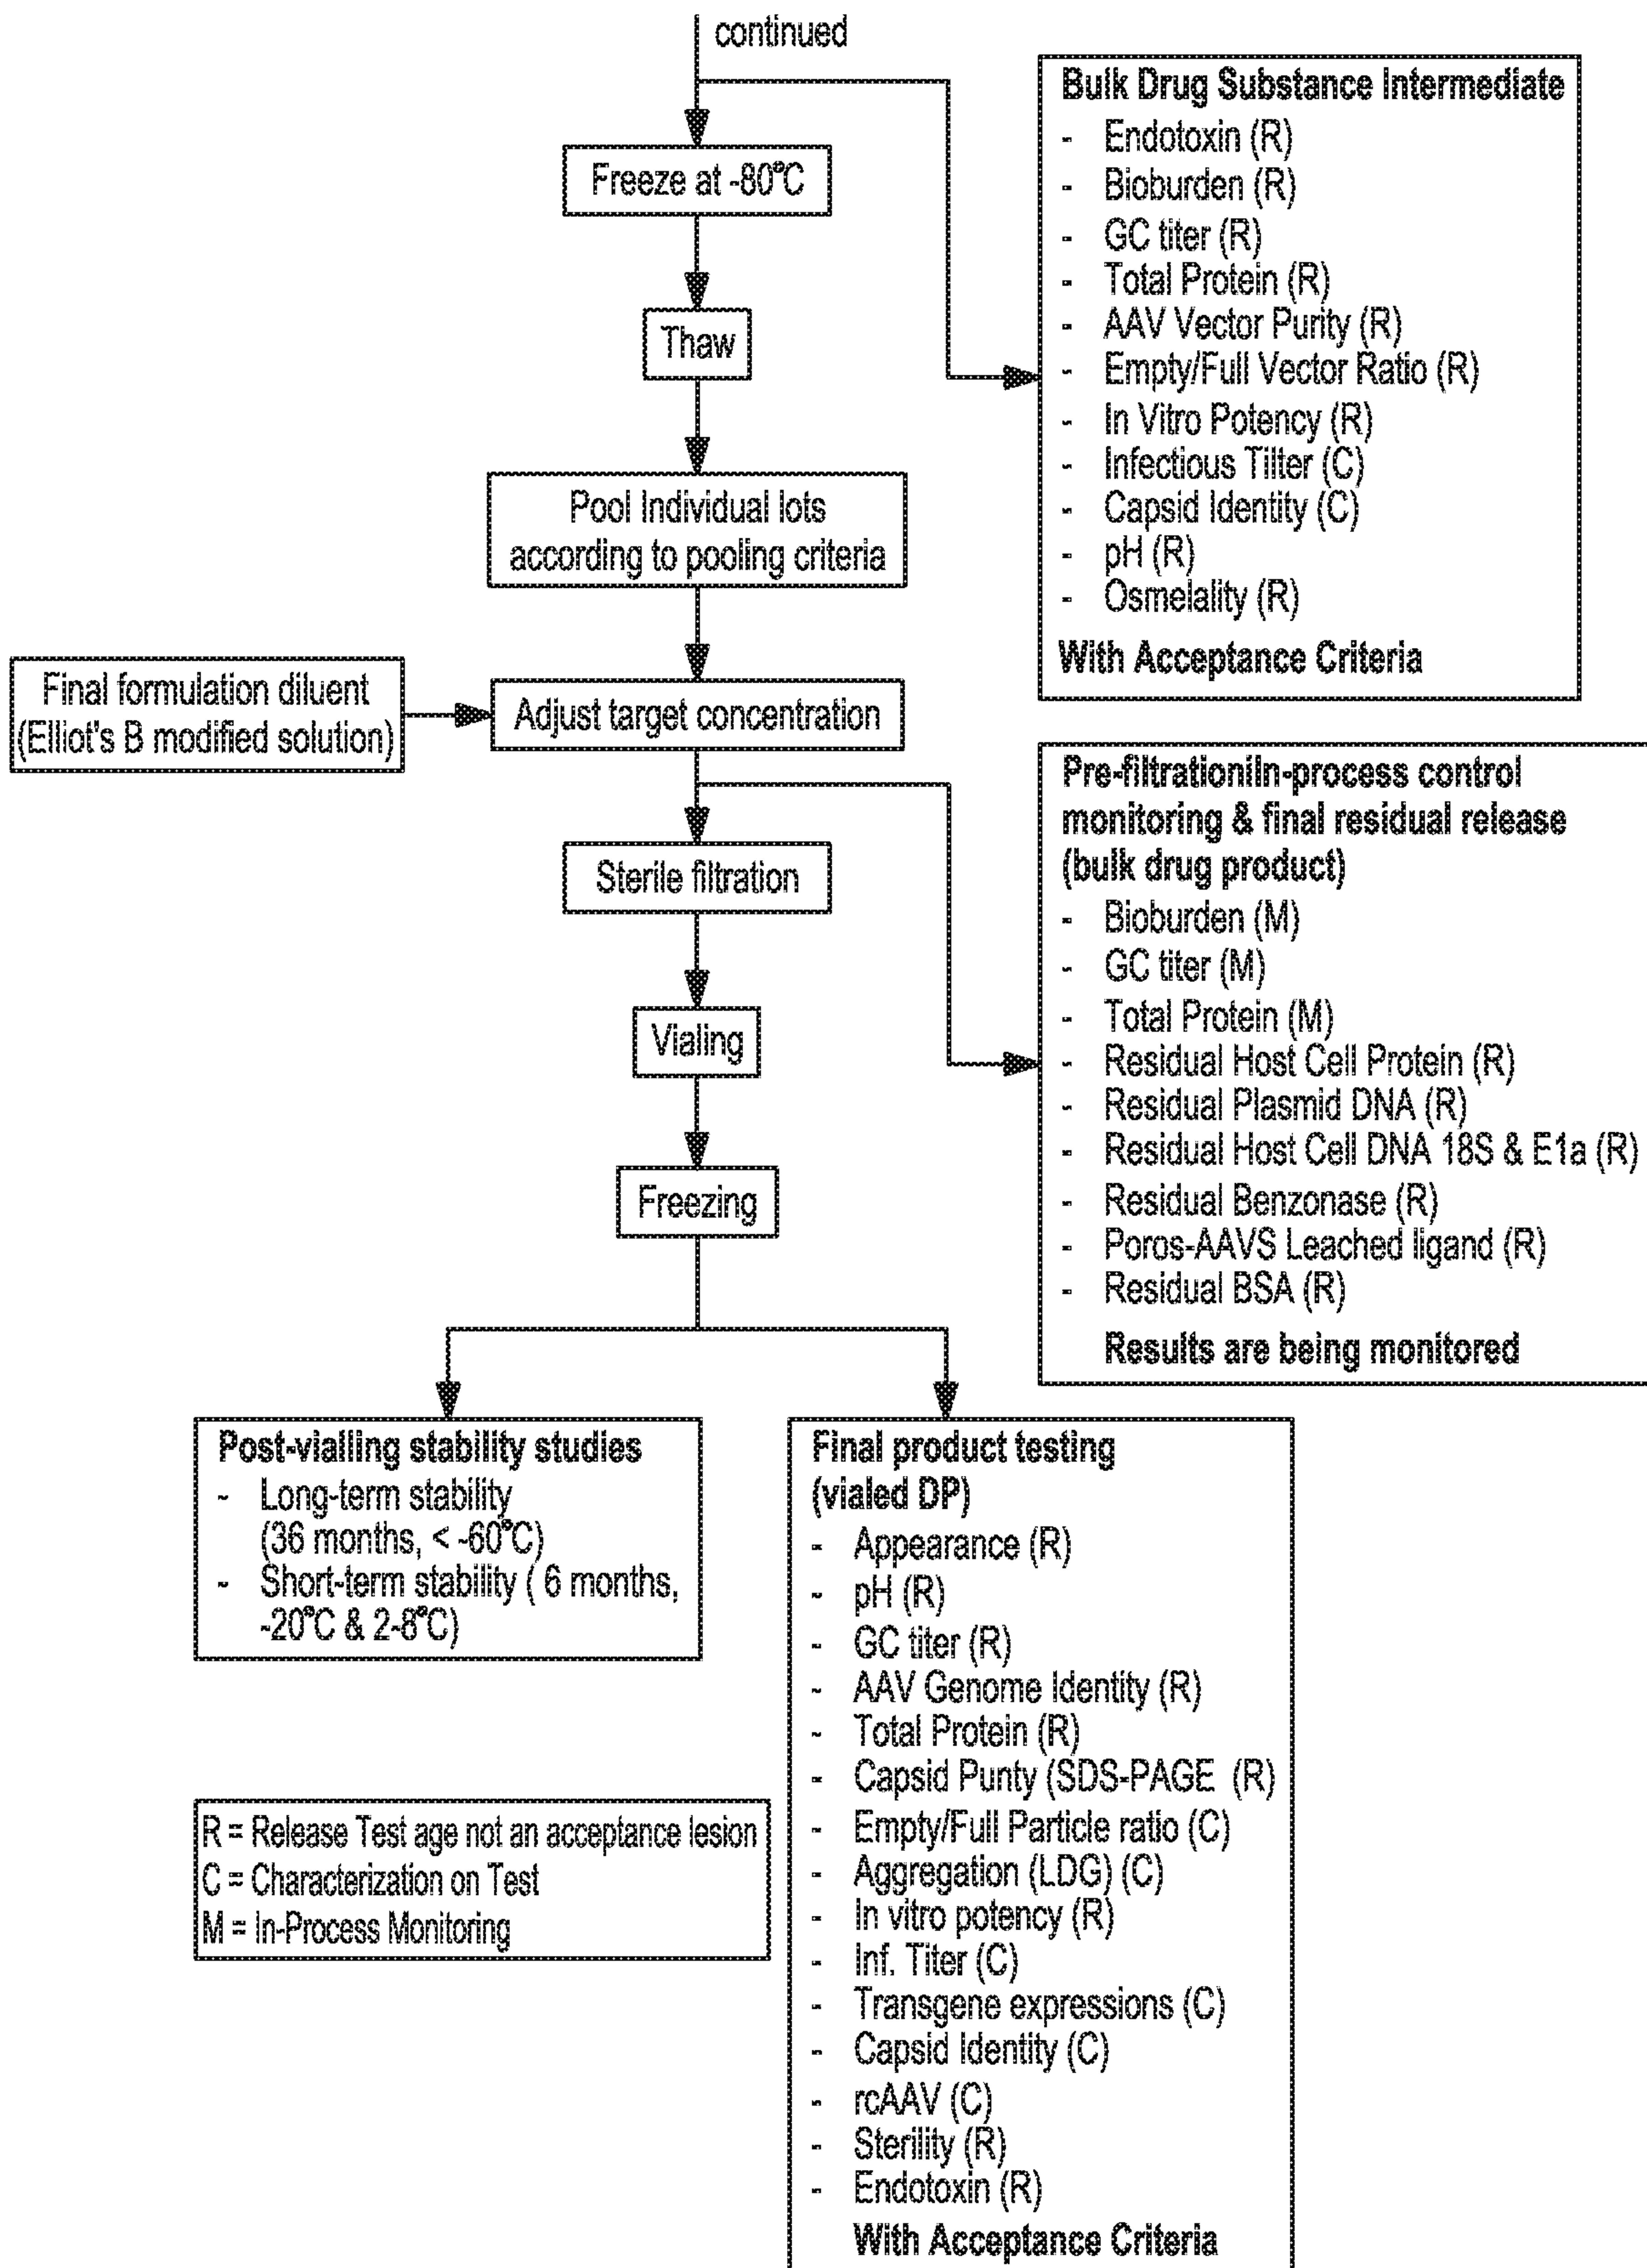 continued
Freeze at -80°C
Thaw
Pool Individual lots
according to pooling criteria
Final formulation diluent
(Elliot's B modified solution)
Adjust target concentration
Sterile filtration
Vialing
Freezing
Bulk Drug Substance Intermediate
- Endotoxin (R)
- Bioburden (R)
- GC titer (R)
- Total Protein (R)
- AAV Vector Purity (R)
- Empty/Full Vector Ratio (R)
- In Vitro Potency (R)
- Infectious Tilter (C)
- Capsid Identity (C)
- pH (R)
- Osmelality (R)
With Acceptance Criteria
Pre-filtrationiIn-process control
monitoring & final residual release
(bulk drug product)
- Bioburden (M)
- GC titer (M)
- Total Protein (M)
- Residual Host Cell Protein (R)
- Residual Plasmid DNA (R)
- Residual Host Cell DNA 18S & E1a (R)
- Residual Benzonase (R)
- Poros-AAVS Leached ligand (R)
- Residual BSA (R)
Results are being monitored
Post-vialling stability studies
- Long-term stability
(36 months, < -60°C)
- Short-term stability ( 6 months,
-20°C & 2-8°C)
R = Release Test age not an acceptance lesion
C = Characterization on Test
M = In-Process Monitoring
Final product testing
(vialed DP)
- Appearance (R)
- pH (R)
- GC titer (R)
- AAV Genome Identity (R)
- Total Protein (R)
- Capsid Punty (SDS-PAGE (R)
- Empty/Full Particle ratio (C)
- Aggregation (LDG) (C)
- In vitro potency (R)
- Inf. Titer (C)
- Transgene expressions (C)
- Capsid Identity (C)
- rcAAV (C)
- Sterility (R)
- Endotoxin (R)
With Acceptance Criteria